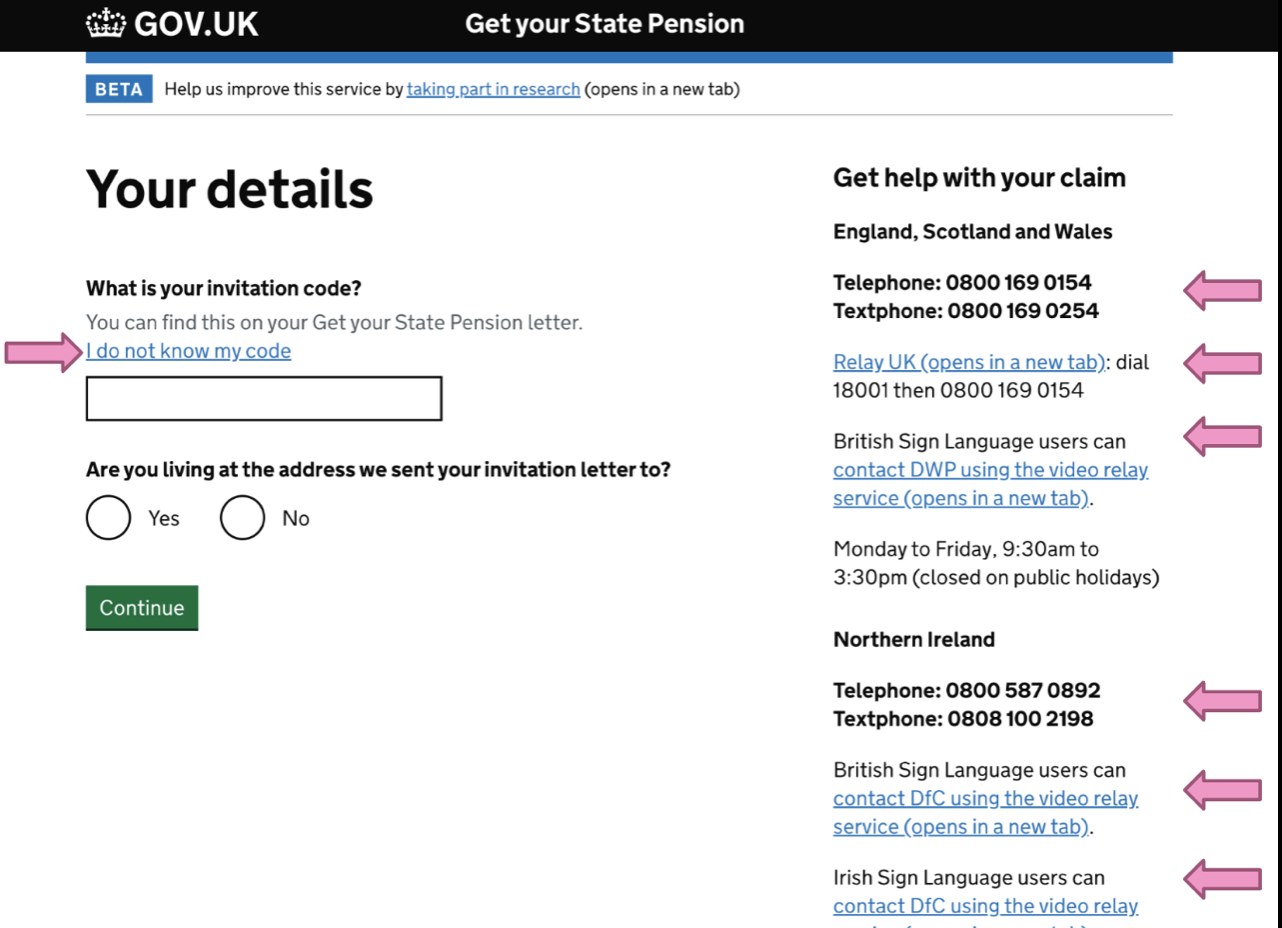 GOV.UK
Get your State Pension
BETA Help us improve this service by taking part in research (opens in a new tab)
Your details
What is your invitation code?
You can find this on your Get your State Pension letter.
I do not know my code
Are you living at the address we sent your invitation letter to?
Yes No
Continue
Get help with your claim
England, Scotland and Wales
Telephone: 0800 169 0154
Textphone: 0800 169 0254
Relay UK (opens in a new tab): dial
18001 then 0800 169 0154
British Sign Language users can
contact DWP using the video relay
service (opens in a new tab).
Monday to Friday, 9:30am to
3:30pm (closed on public holidays)
Northern Ireland
Telephone: 0800 587 0892
Textphone: 0808 100 2198
British Sign Language users can
contact DfC using the video relay
service (opens in a new tab).
Irish Sign Language users can
contact DfC using the video relay